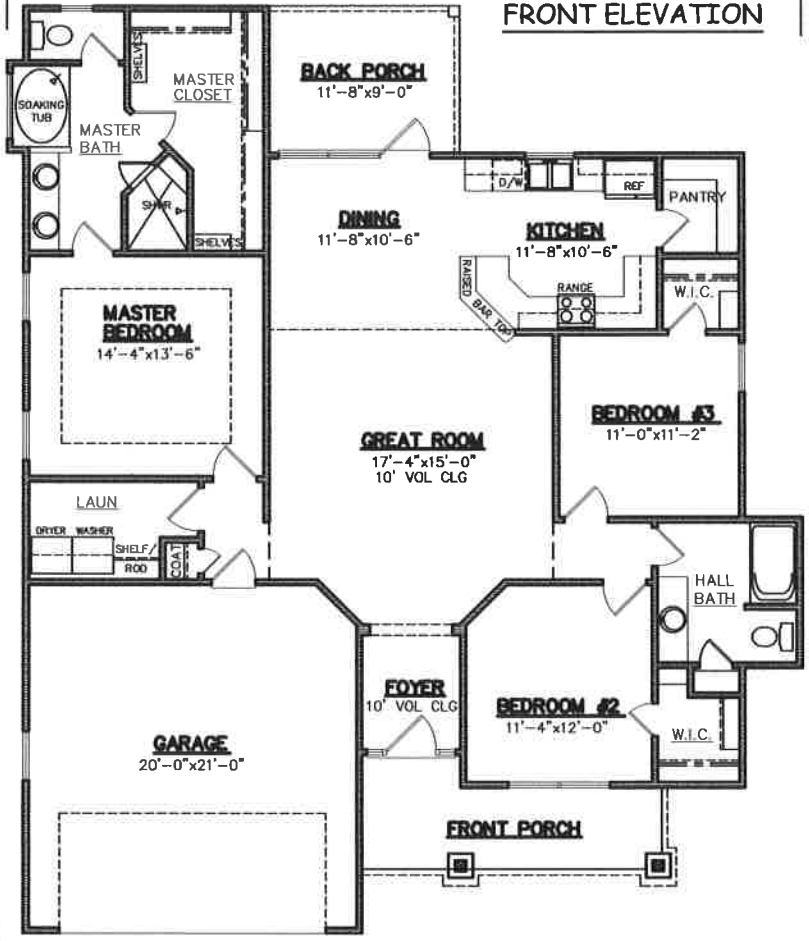 FRONT ELEVATION
BACK PORCH
11'-8"x9'-0"
SHELVES
MASTER
CLOSET
SOAKING
TUB
MASTER
BATH
SHWR
SHELVES
D/W
REF
PANTRY
DINING
11'-8"x10'-6"
KITCHEN
11'-8"x10'-6"
RAISED
BAR TOP
RANGE
W.I.C.
MASTER
BEDROOM
14'-4"x13'-6"
GREAT ROOM
17'-4"x15'-0"
10' VOL CLG
BEDROOM #3
11'-0"x11'-2"
LAUN
DRYER
WASHER
SHELF/
ROD
COAT
HALL
BATH
FOYER
10' VOL CLG
BEDROOM #2
11'-4"x12'-0"
W.I.C.
GARAGE
20'-0"x21'-0"
FRONT PORCH